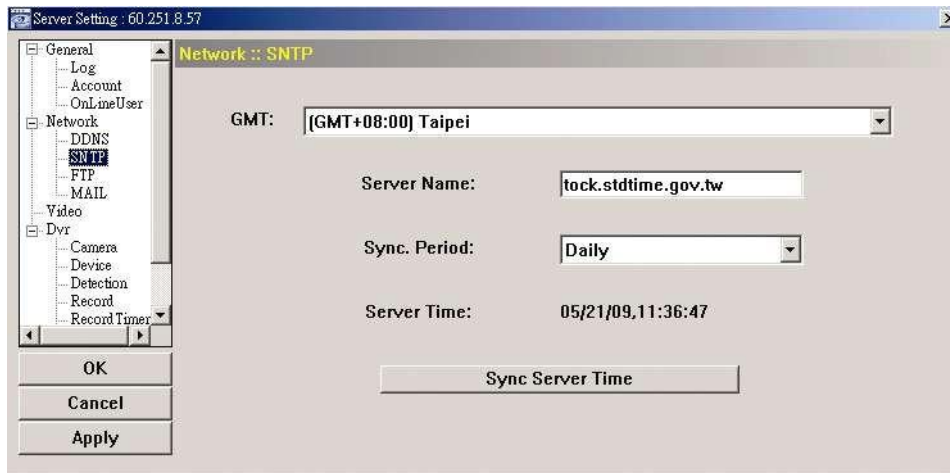 Server Setting : 60.251.8.57
General
Log
Account
OnLineUser
Network
DDNS
SNTP
FTP
MAIL
Video
Dvr
Camera
Device
Detection
Record
Record Timer
OK
Cancel
Apply
Network :: SNTP
GMT: (GMT+08:00) Taipei
Server Name: tock.stdtime.gov.tw
Sync. Period: Daily
Server Time: 05/21/09,11:36:47
Sync Server Time